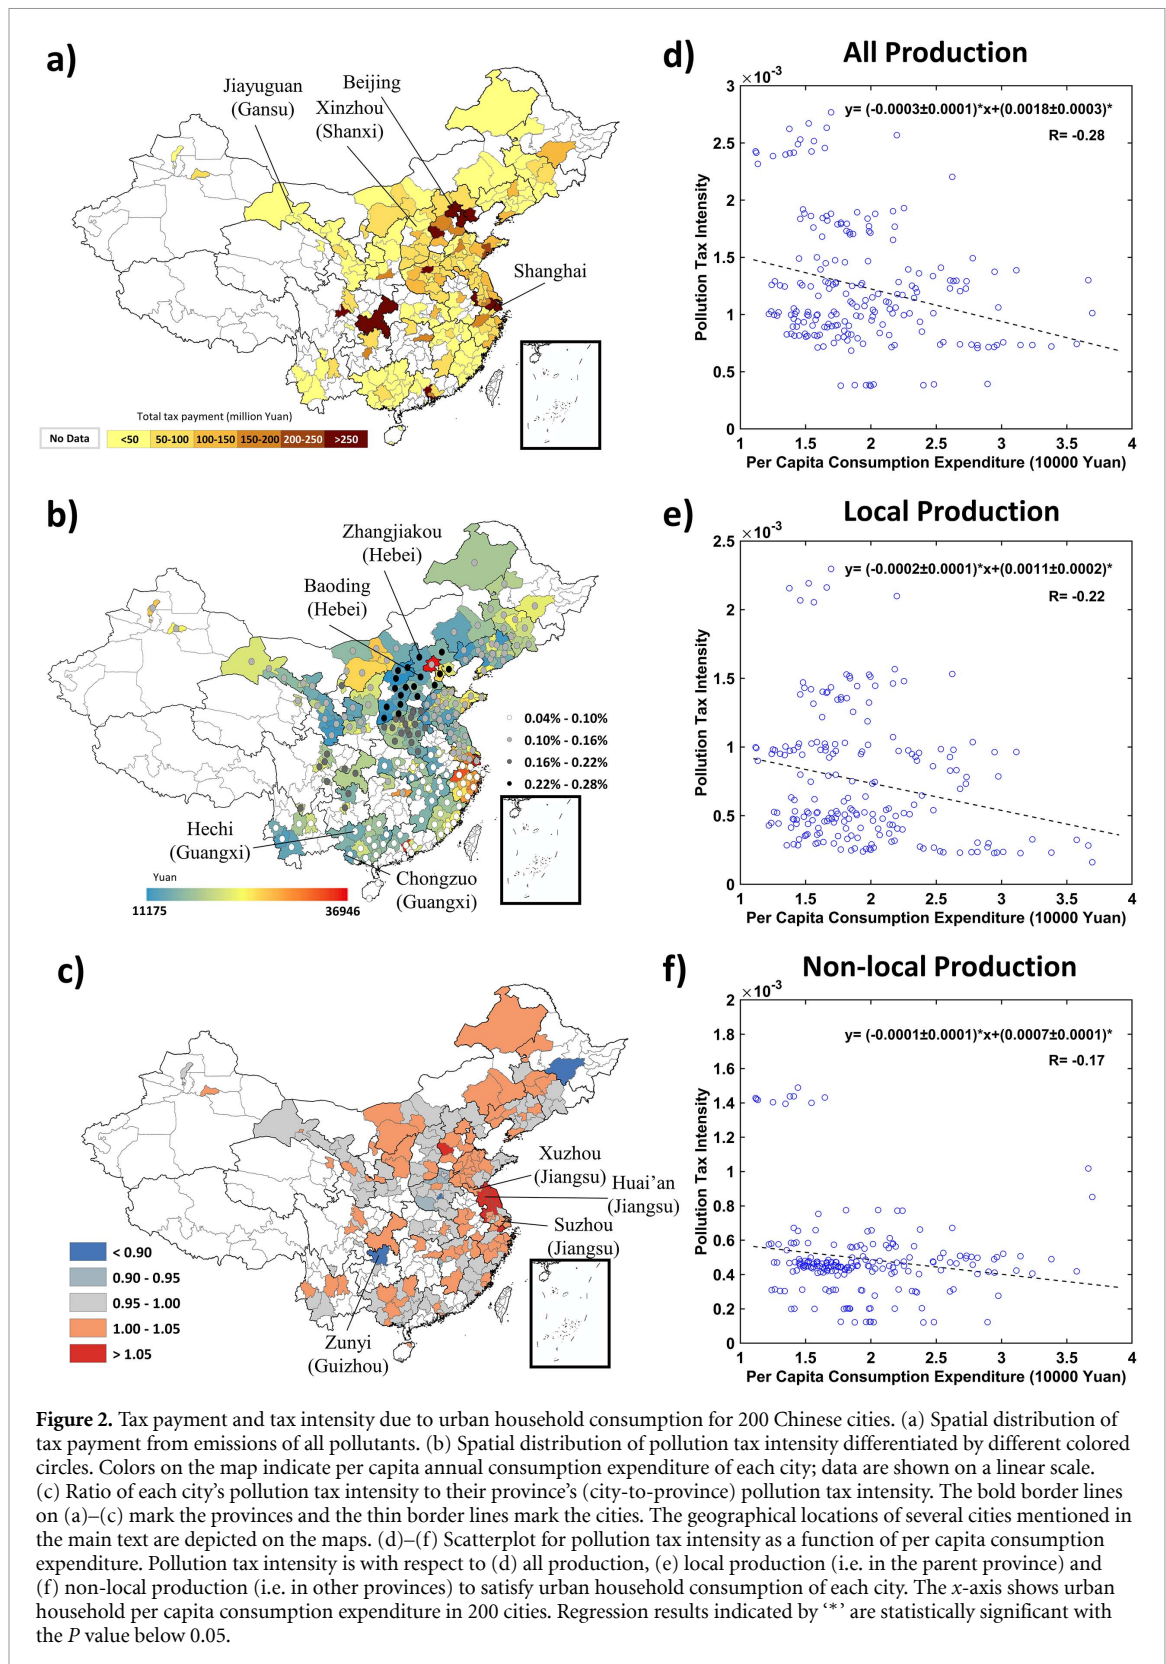 a)
Jiayuguan
(Gansu)
Beijing
Xinzhou
(Shanxi)
Shanghai
Total tax payment (million Yuan)
No Data
<50 50-100 100-150 150-200 200-250 >250
d)
All Production
×10⁻³
y= (-0.0003±0.0001)*x+(0.0018±0.0003)*
R= -0.28
Pollution Tax Intensity
3
2.5
2
1.5
1
0.5
0
1 1.5 2 2.5 3 3.5 4
Per Capita Consumption Expenditure (10000 Yuan)
b)
Zhangjiakou
(Hebei)
Baoding
(Hebei)
0.04% - 0.10%
0.10% - 0.16%
0.16% - 0.22%
0.22% - 0.28%
Hechi
(Guangxi)
Chongzuo
(Guangxi)
Yuan
11175 36946
e)
Local Production
×10⁻³
y= (-0.0002±0.0001)*x+(0.0011±0.0002)*
R= -0.22
Pollution Tax Intensity
2.5
2
1.5
1
0.5
0
1 1.5 2 2.5 3 3.5 4
Per Capita Consumption Expenditure (10000 Yuan)
c)
Xuzhou
(Jiangsu)
Huai'an
(Jiangsu)
Suzhou
(Jiangsu)
Zunyi
(Guizhou)
< 0.90
0.90 - 0.95
0.95 - 1.00
1.00 - 1.05
> 1.05
f)
Non-local Production
×10⁻³
y= (-0.0001±0.0001)*x+(0.0007±0.0001)*
R= -0.17
Pollution Tax Intensity
2
1.8
1.6
1.4
1.2
1
0.8
0.6
0.4
0.2
0
1 1.5 2 2.5 3 3.5 4
Per Capita Consumption Expenditure (10000 Yuan)
Figure 2. Tax payment and tax intensity due to urban household consumption for 200 Chinese cities. (a) Spatial distribution of
tax payment from emissions of all pollutants. (b) Spatial distribution of pollution tax intensity differentiated by different colored
circles. Colors on the map indicate per capita annual consumption expenditure of each city; data are shown on a linear scale.
(c) Ratio of each city's pollution tax intensity to their province's (city-to-province) pollution tax intensity. The bold border lines
on (a)–(c) mark the provinces and the thin border lines mark the cities. The geographical locations of several cities mentioned in
the main text are depicted on the maps. (d)–(f) Scatterplot for pollution tax intensity as a function of per capita consumption
expenditure. Pollution tax intensity is with respect to (d) all production, (e) local production (i.e. in the parent province) and
(f) non-local production (i.e. in other provinces) to satisfy urban household consumption of each city. The x-axis shows urban
household per capita consumption expenditure in 200 cities. Regression results indicated by '*' are statistically significant with
the P value below 0.05.